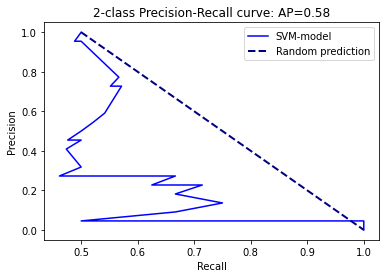 2-class Precision-Recall curve: AP=0.58
SVM-model
Random prediction
Precision
1.0
0.8
0.6
0.4
0.2
0.0
0.5
0.6
0.7
0.8
0.9
1.0
Recall